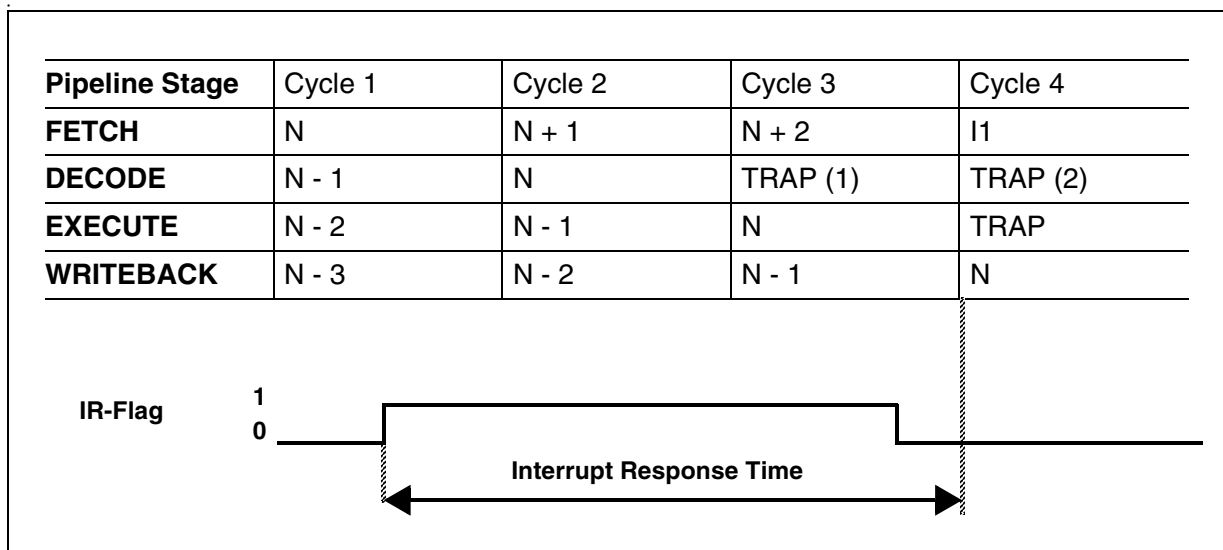 Pipeline Stage Cycle 1 Cycle 2 Cycle 3 Cycle 4
FETCH N N + 1 N + 2 I1
DECODE N - 1 N TRAP (1) TRAP (2)
EXECUTE N - 2 N - 1 N TRAP
WRITEBACK N - 3 N - 2 N - 1 N
1
IR-Flag
0
Interrupt Response Time